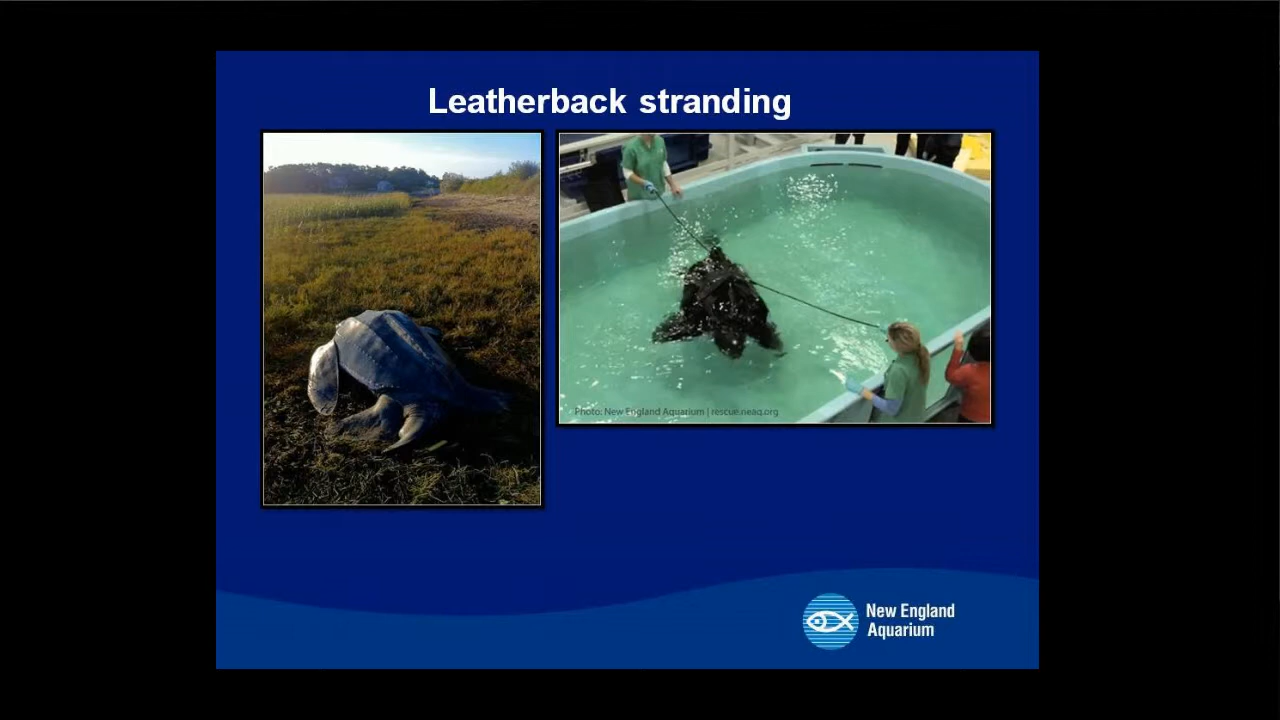 Leatherback stranding
Photo: New England Aquarium | rescue.neaq.org
New England
Aquarium